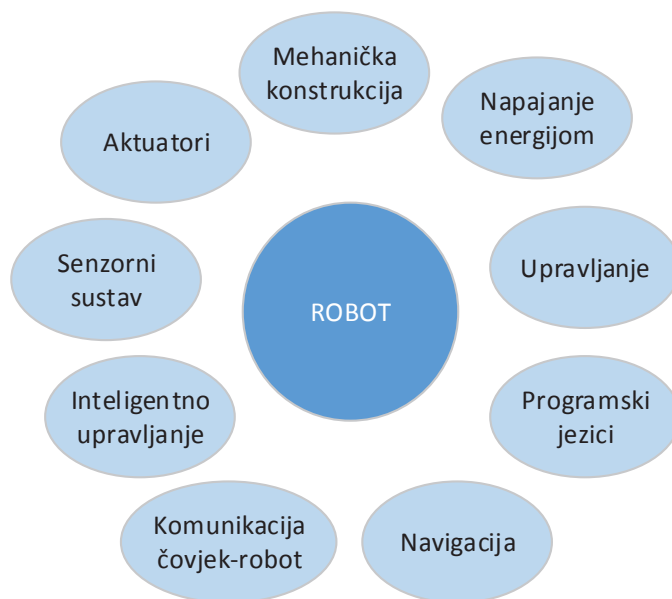 Mehanička
konstrukcija
Napajanje
energijom
Aktuatori
Senzorni
sustav
Upravljanje
ROBOT
Inteligentno
upravljanje
Programski
jezici
Komunikacija
čovjek-robot
Navigacija